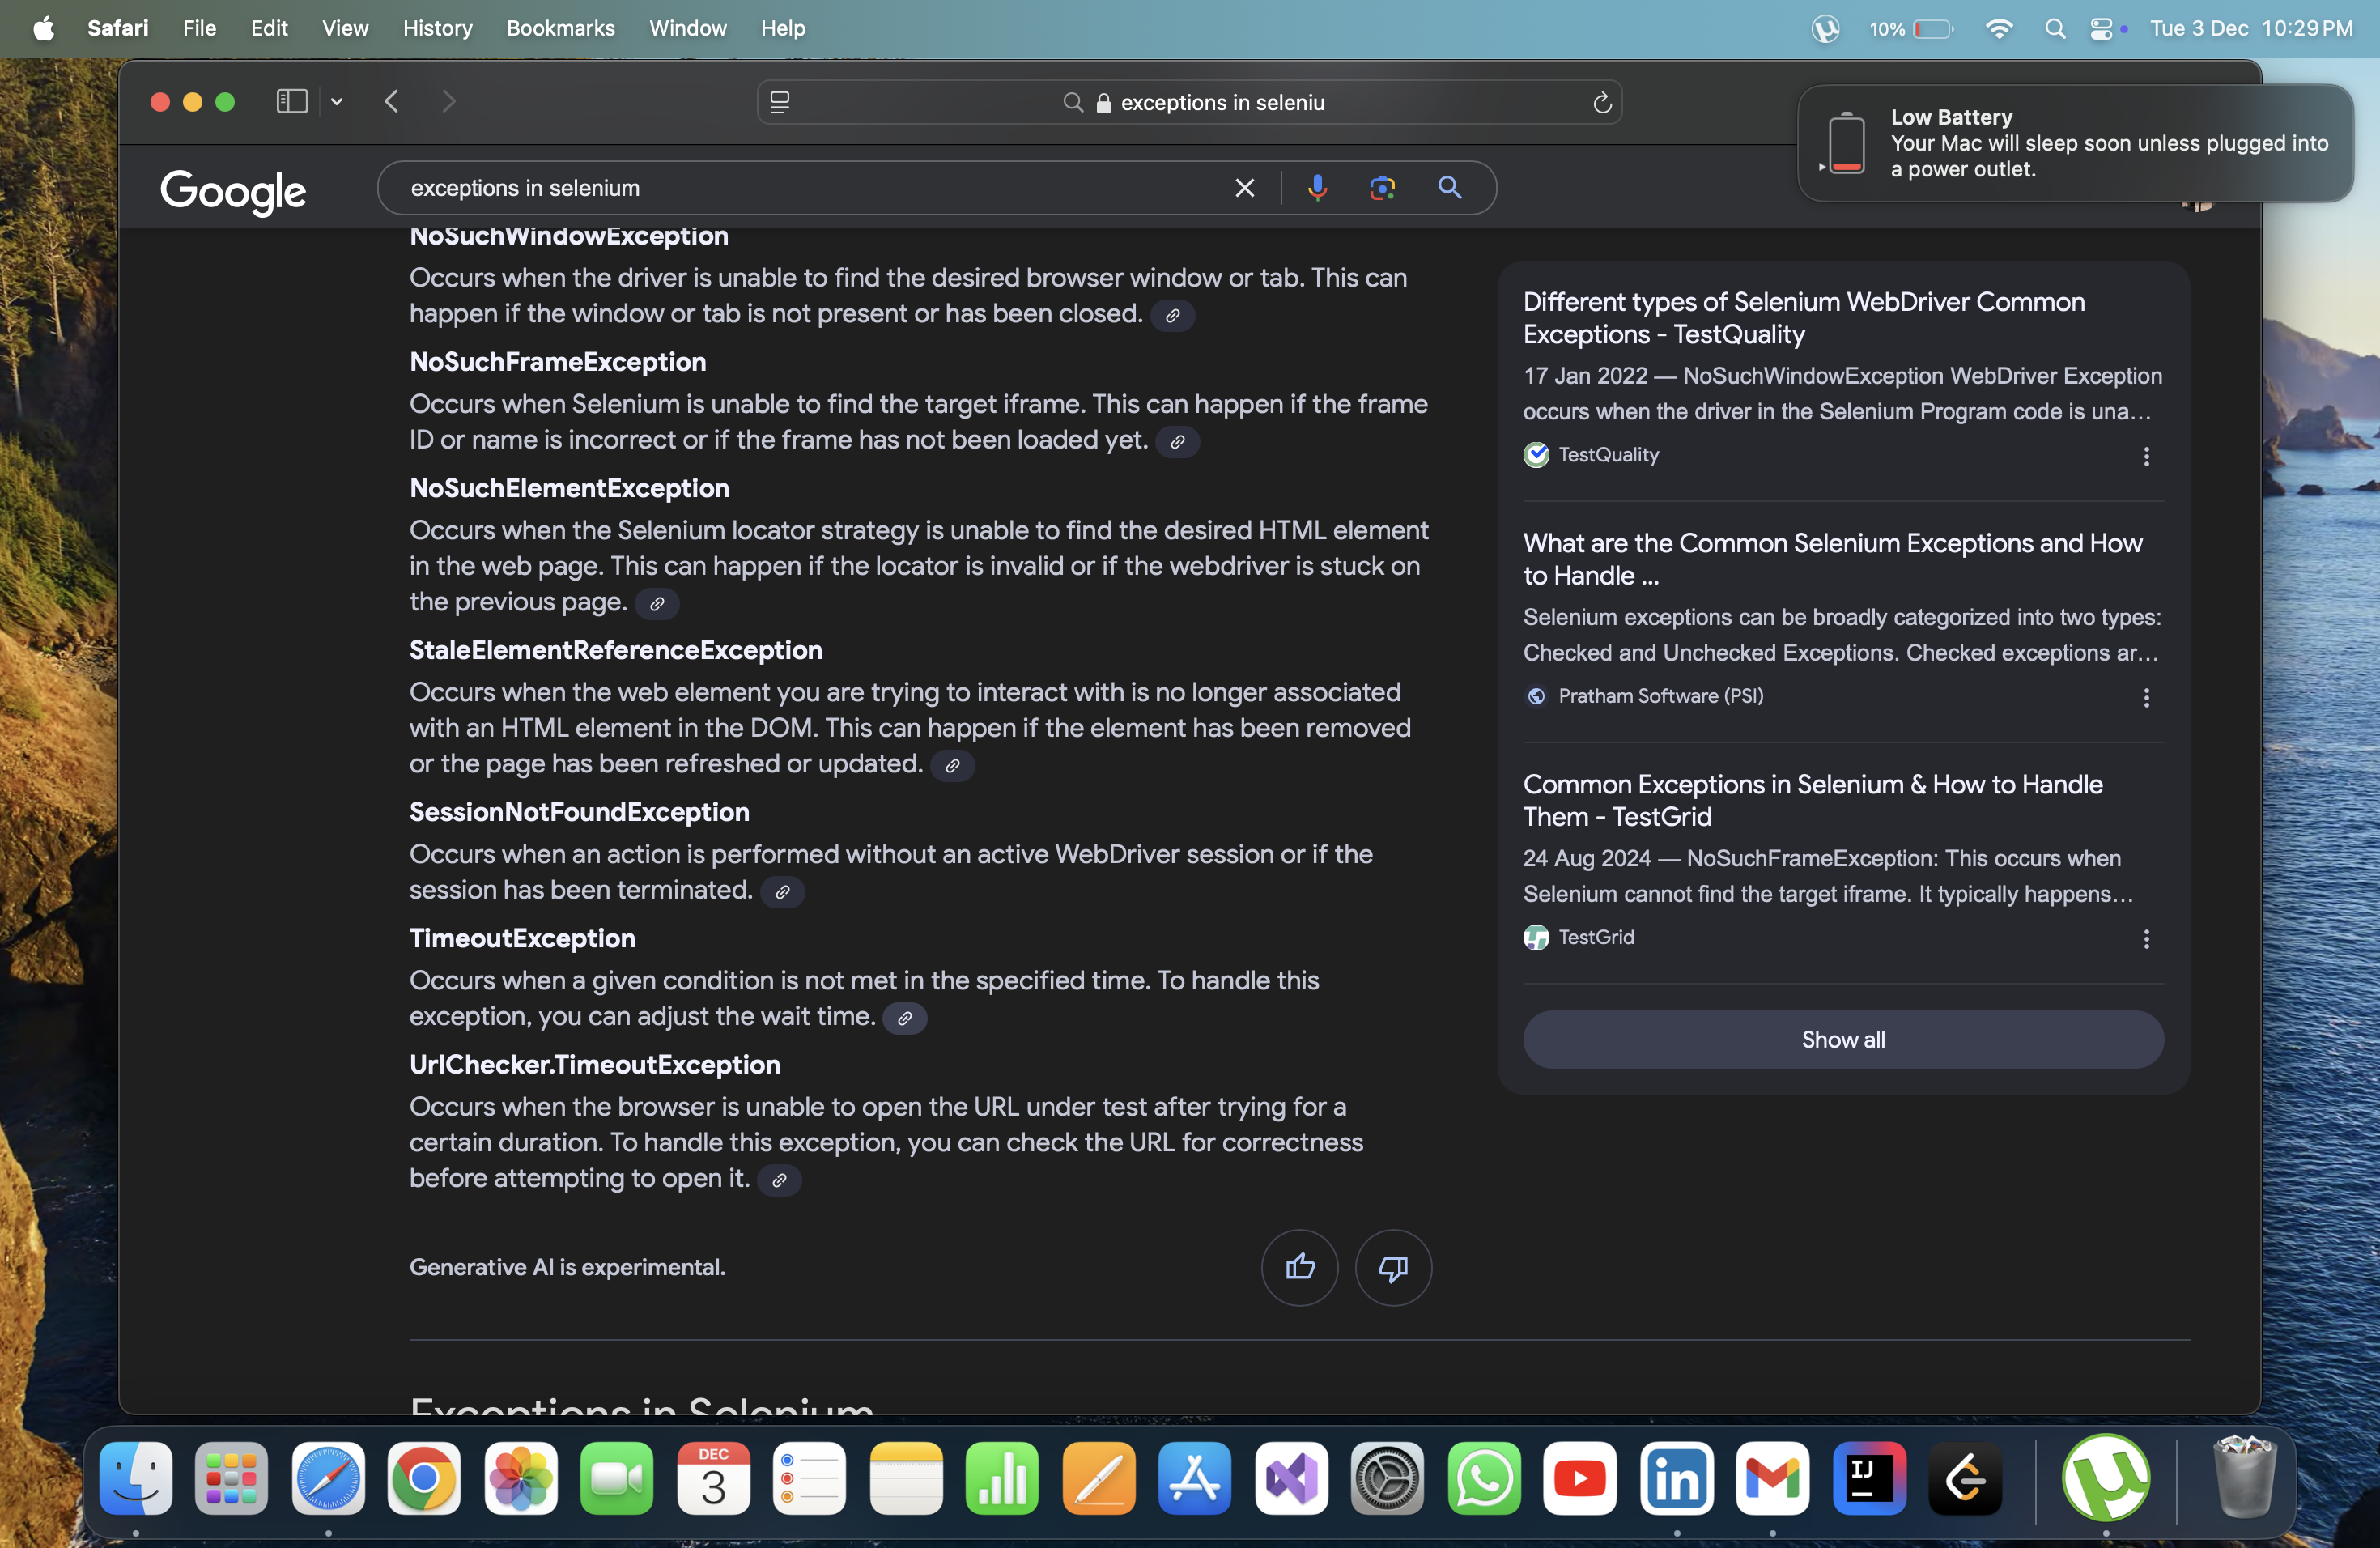 Safari File Edit View History Bookmarks Window Help
10%
Tue 3 Dec 10:29 PM
exceptions in seleniu
Low Battery
Your Mac will sleep soon unless plugged into
a power outlet.
Google
exceptions in selenium
NoSuchWindowException
Occurs when the driver is unable to find the desired browser window or tab. This can
happen if the window or tab is not present or has been closed.
NoSuchFrameException
Occurs when Selenium is unable to find the target iframe. This can happen if the frame
ID or name is incorrect or if the frame has not been loaded yet.
NoSuchElementException
Occurs when the Selenium locator strategy is unable to find the desired HTML element
in the web page. This can happen if the locator is invalid or if the webdriver is stuck on
the previous page.
StaleElementReferenceException
Occurs when the web element you are trying to interact with is no longer associated
with an HTML element in the DOM. This can happen if the element has been removed
or the page has been refreshed or updated.
SessionNotFoundException
Occurs when an action is performed without an active WebDriver session or if the
session has been terminated.
TimeoutException
Occurs when a given condition is not met in the specified time. To handle this
exception, you can adjust the wait time.
UrlChecker.TimeoutException
Occurs when the browser is unable to open the URL under test after trying for a
certain duration. To handle this exception, you can check the URL for correctness
before attempting to open it.
Generative AI is experimental.
Different types of Selenium WebDriver Common
Exceptions - TestQuality
17 Jan 2022 — NoSuchWindowException WebDriver Exception
occurs when the driver in the Selenium Program code is una...
TestQuality
What are the Common Selenium Exceptions and How
to Handle ...
Selenium exceptions can be broadly categorized into two types:
Checked and Unchecked Exceptions. Checked exceptions ar...
Pratham Software (PSI)
Common Exceptions in Selenium & How to Handle
Them - TestGrid
24 Aug 2024 — NoSuchFrameException: This occurs when
Selenium cannot find the target iframe. It typically happens...
TestGrid
Show all
Exceptions in Selenium
DEC
3
in
IJ